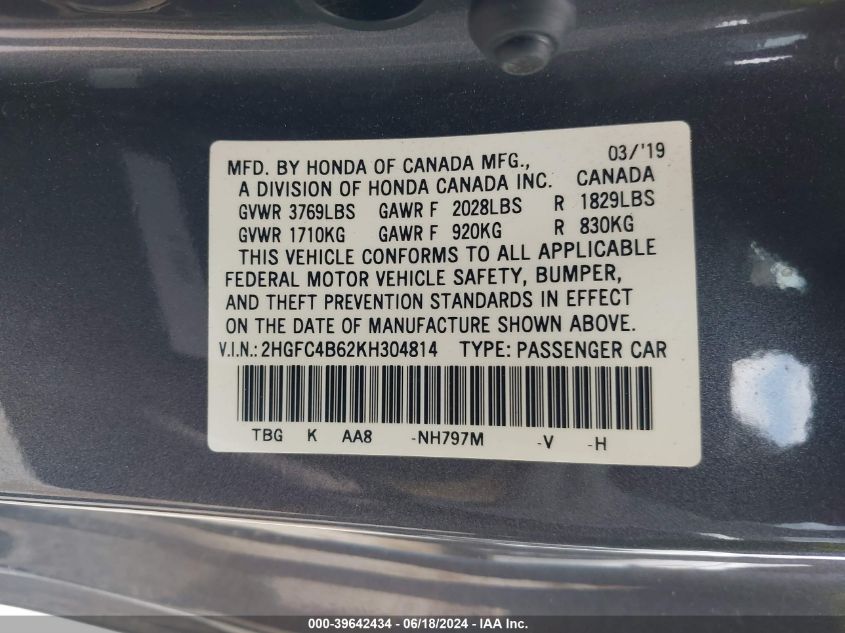 MFD. BY HONDA OF CANADA MFG., 03/'19
A DIVISION OF HONDA CANADA INC. CANADA
GVWR 3769LBS GAWR F 2028LBS R 1829LBS
GVWR 1710KG GAWR F 920KG R 830KG
THIS VEHICLE CONFORMS TO ALL APPLICABLE
FEDERAL MOTOR VEHICLE SAFETY, BUMPER,
AND THEFT PREVENTION STANDARDS IN EFFECT
ON THE DATE OF MANUFACTURE SHOWN ABOVE.
V.I.N.: 2HGFC4B62KH304814 TYPE: PASSENGER CAR
TBG K AA8 -NH797M -V -H
000-39642434 - 06/18/2024 - IAA Inc.